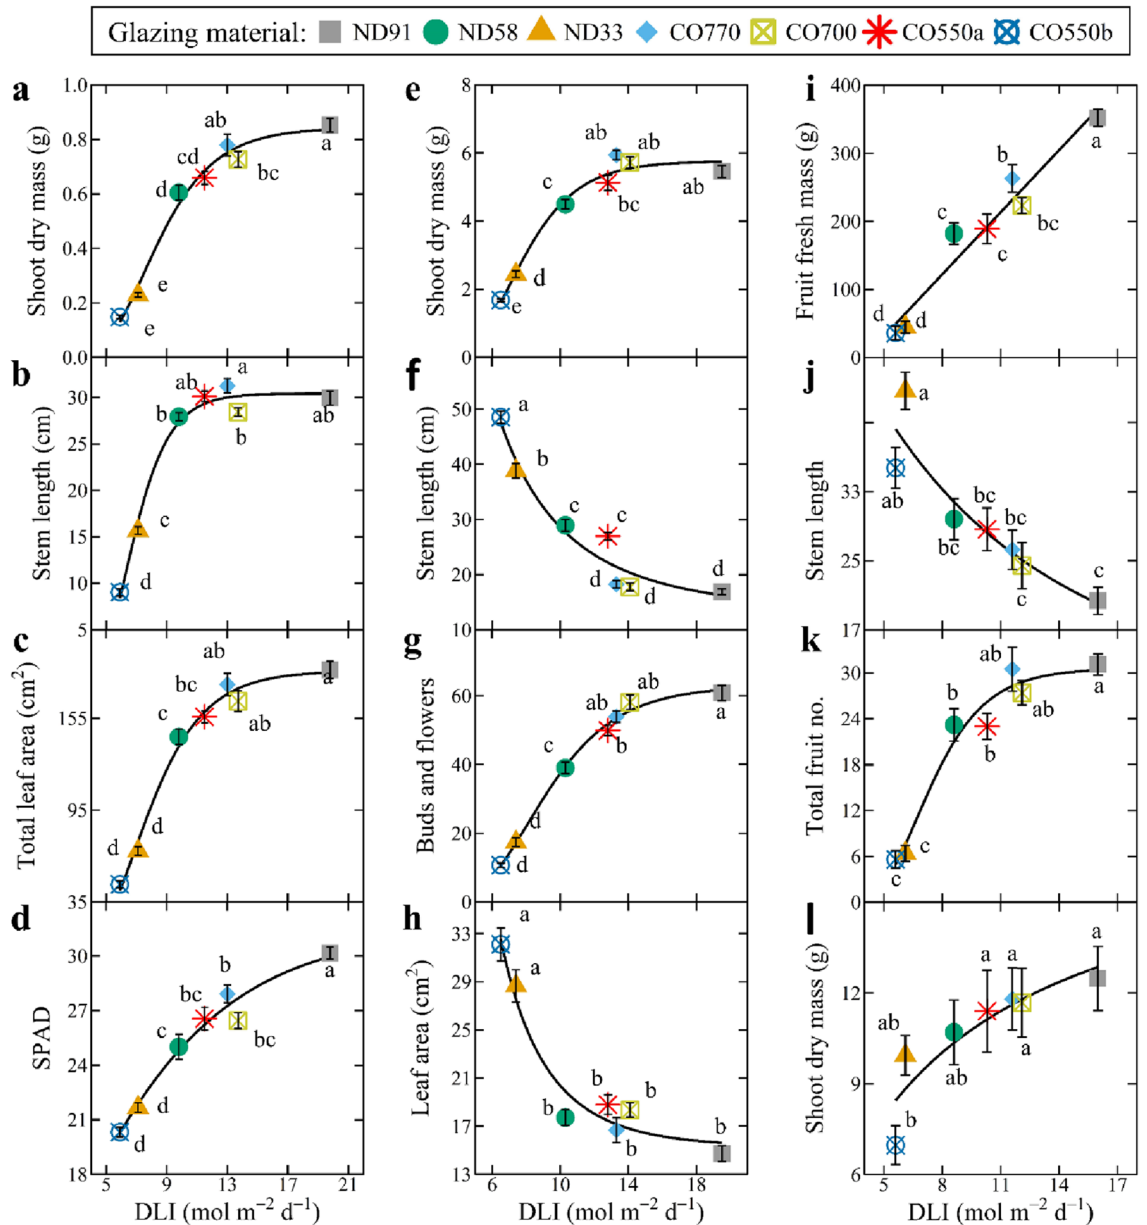 Glazing material: ND91 ND58 ND33 CO770 CO700 CO550a CO550b
a
Shoot dry mass (g)
1.0
0.8
0.6
0.4
0.2
0.0
e
e
d
cd
ab
bc
a
b
Stem length (cm)
30
25
20
15
10
5
d
c
b
ab
a
b
ab
c
Total leaf area (cm²)
155
95
35
d
d
c
bc
ab
ab
a
d
SPAD
30
27
25
23
21
18
d
d
c
bc
b
bc
a
6
9
13
17
21
DLI (mol m⁻² d⁻¹)
e
Shoot dry mass (g)
8
6
4
2
0
e
d
c
bc
ab
ab
ab
f
Stem length (cm)
50
40
30
20
10
a
b
c
c
d
d
d
g
Buds and flowers
60
40
20
0
d
d
c
b
ab
ab
a
h
Leaf area (cm²)
33
29
25
21
17
13
a
a
b
b
b
b
b
6
10
14
18
DLI (mol m⁻² d⁻¹)
i
Fruit fresh mass (g)
400
300
200
100
0
d
d
c
c
b
bc
a
j
Stem length
33
25
17
ab
a
bc
bc
bc
c
c
k
Total fruit no.
30
24
18
12
6
0
c
c
b
b
ab
ab
a
l
Shoot dry mass (g)
12
9
6
b
ab
ab
a
a
a
a
5
8
11
14
17
DLI (mol m⁻² d⁻¹)